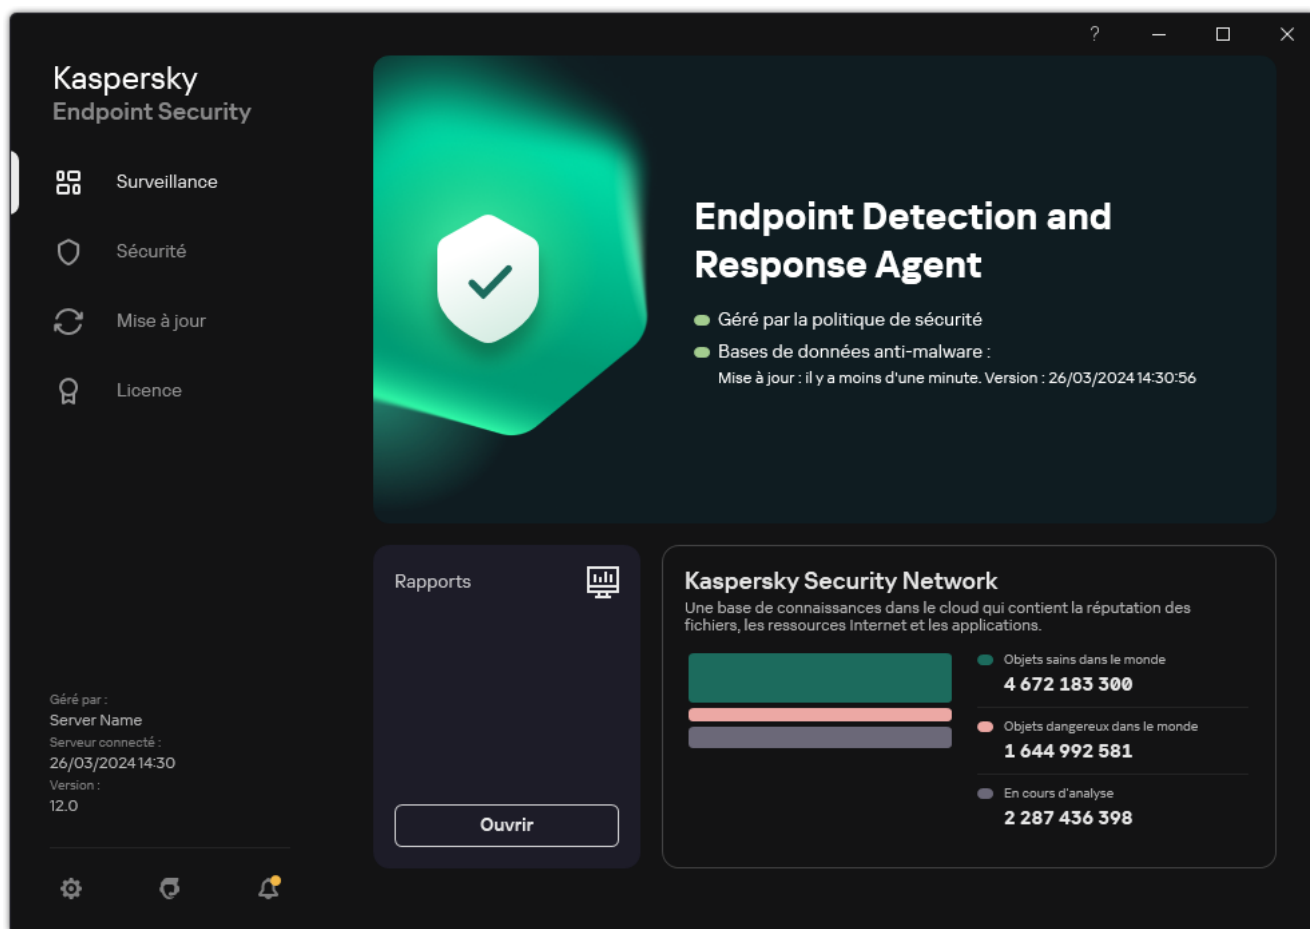 ?
Kaspersky
Endpoint Security
Surveillance
Sécurité
Mise à jour
Licence
Géré par :
Server Name
Serveur connecté :
26/03/2024 14:30
Version :
12.0
Endpoint Detection and
Response Agent
Géré par la politique de sécurité
Bases de données anti-malware :
Mise à jour : il y a moins d'une minute. Version : 26/03/2024 14:30:56
Rapports
Ouvrir
Kaspersky Security Network
Une base de connaissances dans le cloud qui contient la réputation des
fichiers, les ressources Internet et les applications.
Objets sains dans le monde
4 672 183 300
Objets dangereux dans le monde
1 644 992 581
En cours d'analyse
2 287 436 398